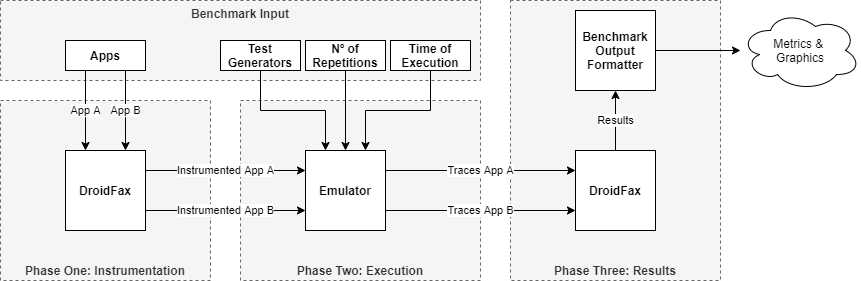 Benchmark Input
Apps
Test
Generators
Nº of
Repetitions
Time of
Execution
App A
App B
DroidFax
Phase One: Instrumentation
Instrumented App A
Instrumented App B
Emulator
Phase Two: Execution
Traces App A
Traces App B
Benchmark
Output
Formatter
Results
DroidFax
Phase Three: Results
Metrics &
Graphics